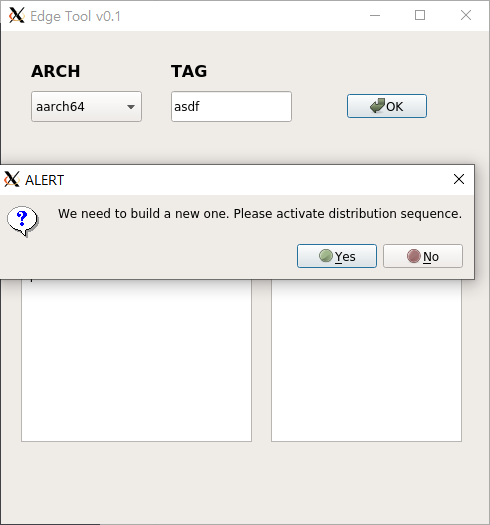 Edge Tool v0.1
ARCH TAG
aarch64 asdf OK
ALERT
We need to build a new one. Please activate distribution sequence.
Yes No